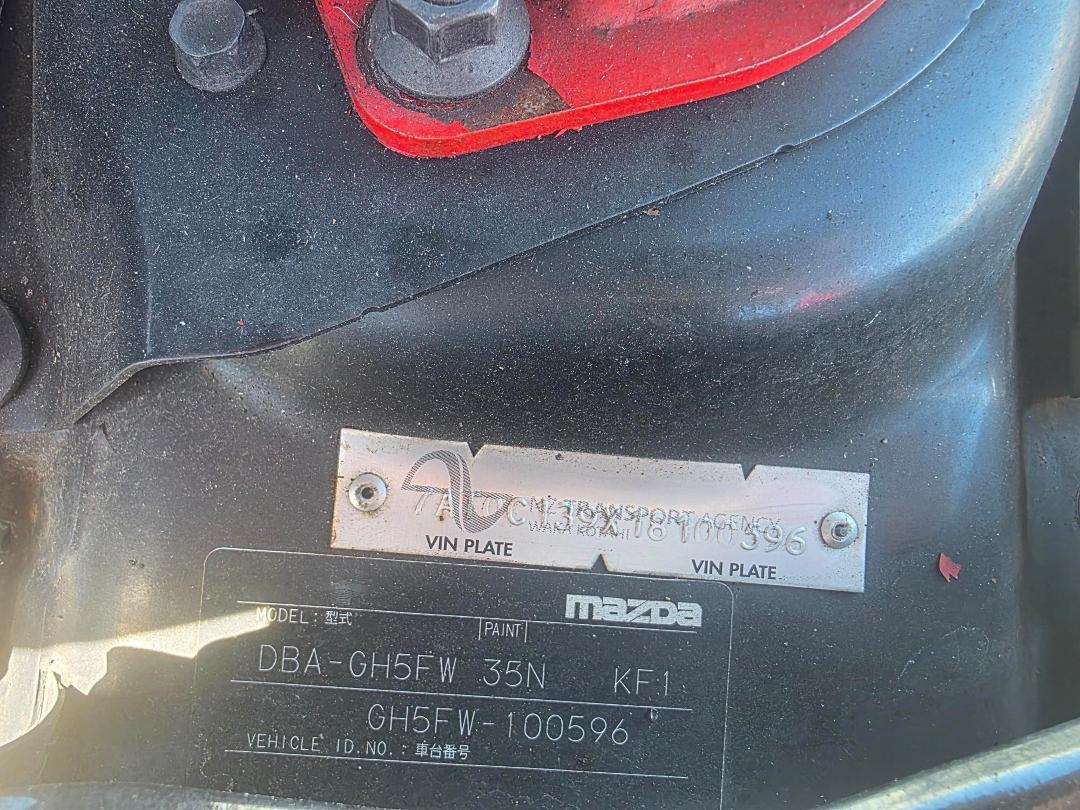 NZ TRANSPORT AGENCY
WAKA KOTAHI
VIN PLATE
VIN PLATE
mazda
MODEL : 型式
PAINT
DBA-GH5FW 35N KF1
GH5FW-100596
VEHICLE ID.NO. : 車台番号